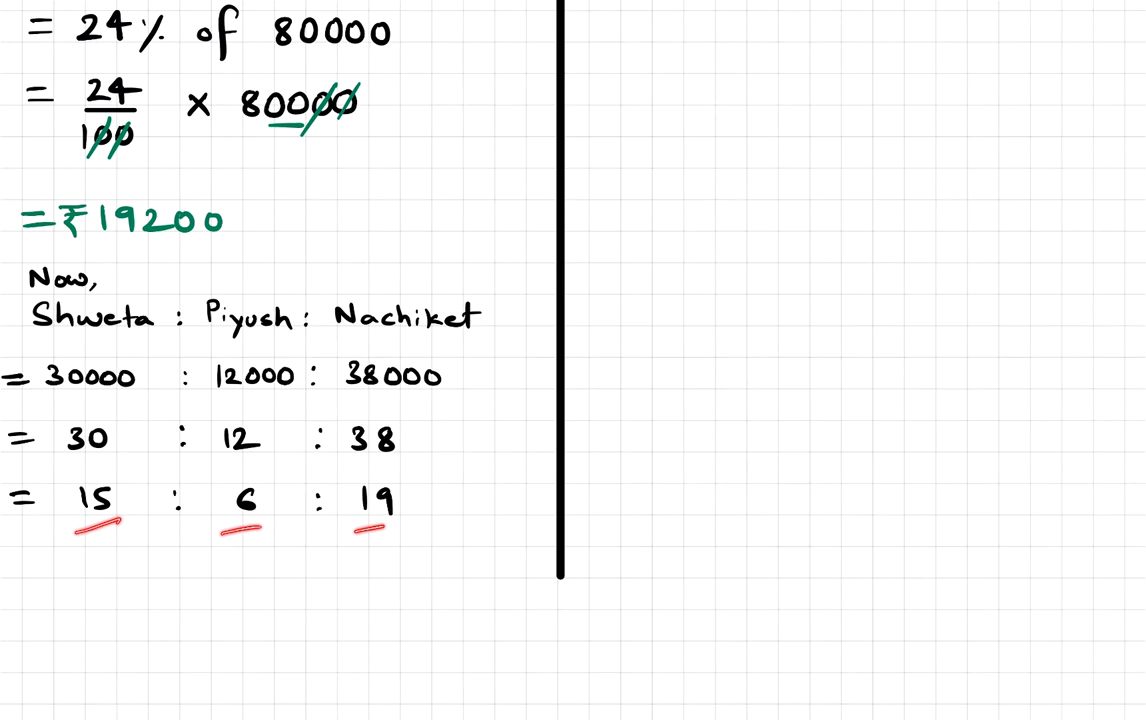 = 24% of 80000
= 24/100 × 80000
= ₹19200
Now,
Shweta : Piyush : Nachiket
= 30000 : 12000 : 38000
= 30 : 12 : 38
= 15 : 6 : 19